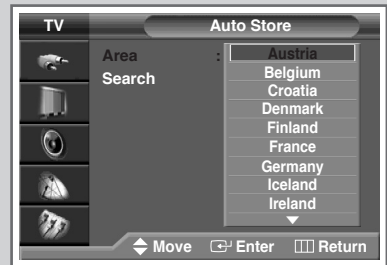 TV Auto Store
Area : Austria
Search
Belgium
Croatia
Denmark
Finland
France
Germany
Iceland
Ireland
Move Enter Return